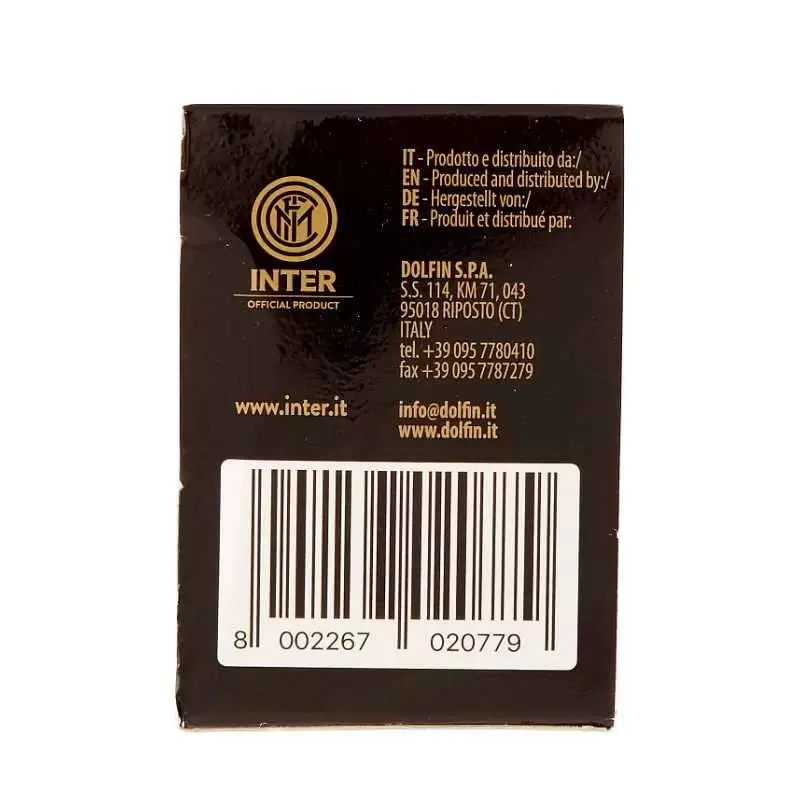 INTER
OFFICIAL PRODUCT
www.inter.it
IT - Prodotto e distribuito da:/
EN - Produced and distributed by:/
DE - Hergestellt von:/
FR - Produit et distribué par:
DOLFIN S.P.A.
S.S. 114, KM 71, 043
95018 RIPOSTO (CT)
ITALY
tel. +39 095 7780410
fax +39 095 7787279
info@dolfin.it
www.dolfin.it
8 002267 020779